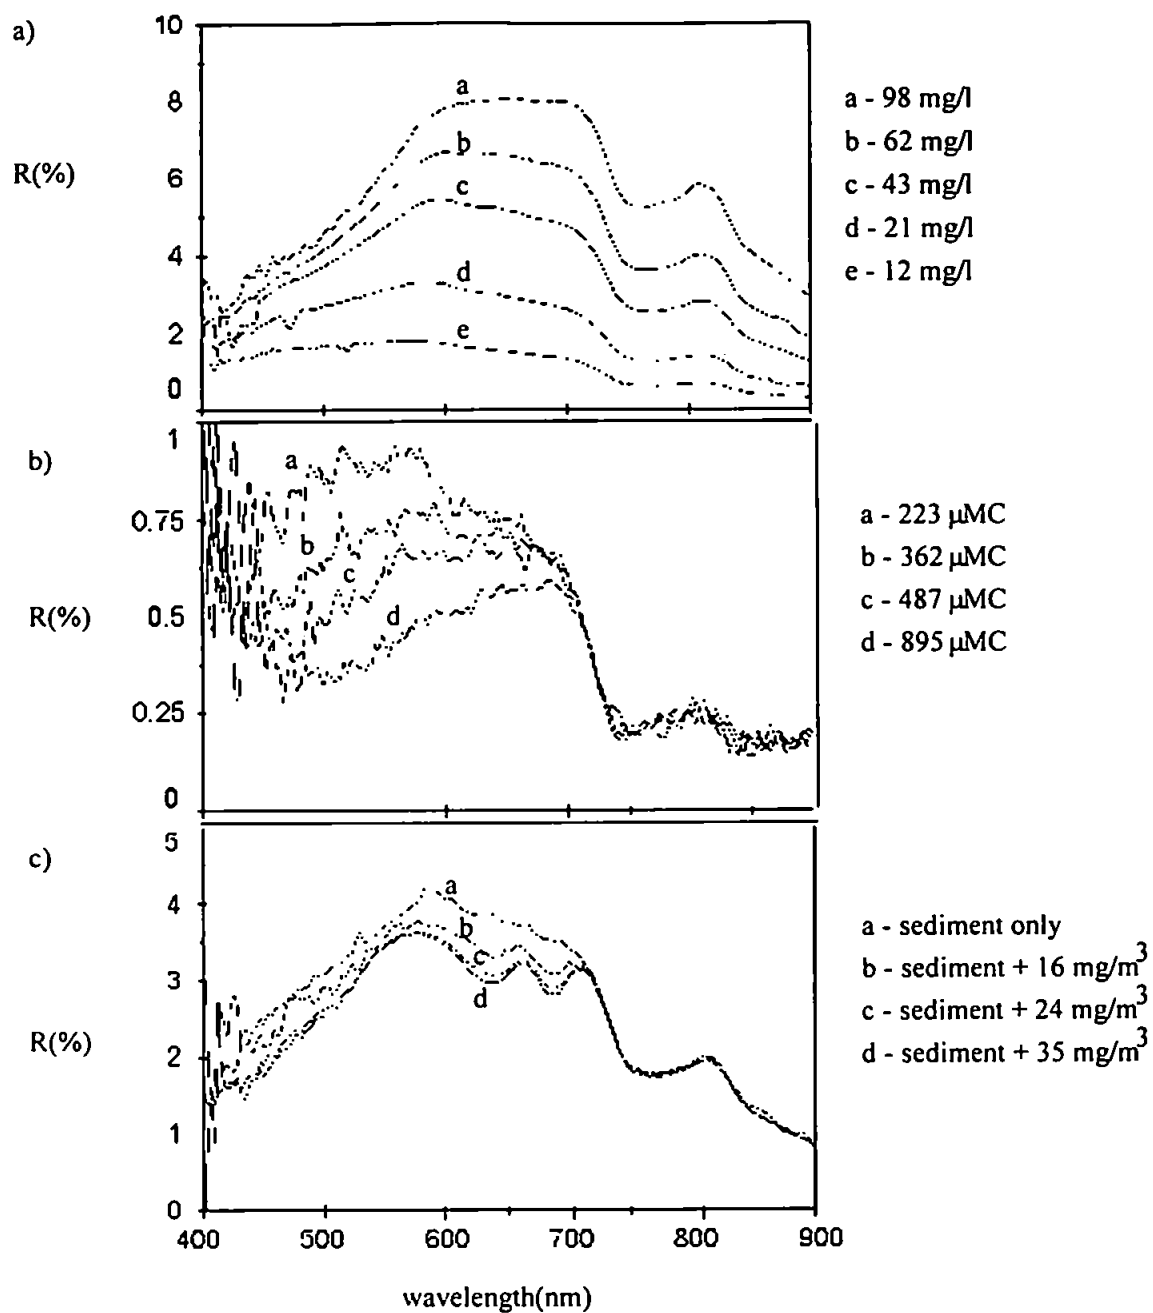 a)
10
8
6
4
2
0
R(%)
a
b
c
d
e
a - 98 mg/l
b - 62 mg/l
c - 43 mg/l
d - 21 mg/l
e - 12 mg/l
b)
1
0.75
0.5
0.25
0
R(%)
a
b
c
d
a - 223 µMC
b - 362 µMC
c - 487 µMC
d - 895 µMC
c)
5
4
3
2
1
0
R(%)
a
b
c
d
a - sediment only
b - sediment + 16 mg/m³
c - sediment + 24 mg/m³
d - sediment + 35 mg/m³
400 500 600 700 800 900
wavelength(nm)